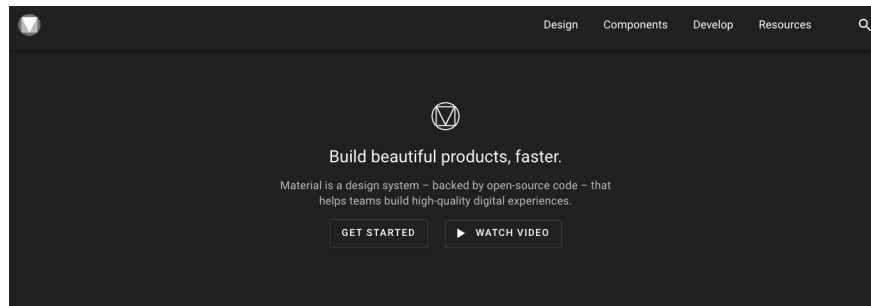 Design Components Develop Resources
Build beautiful products, faster.
Material is a design system – backed by open-source code – that
helps teams build high-quality digital experiences.
GET STARTED WATCH VIDEO